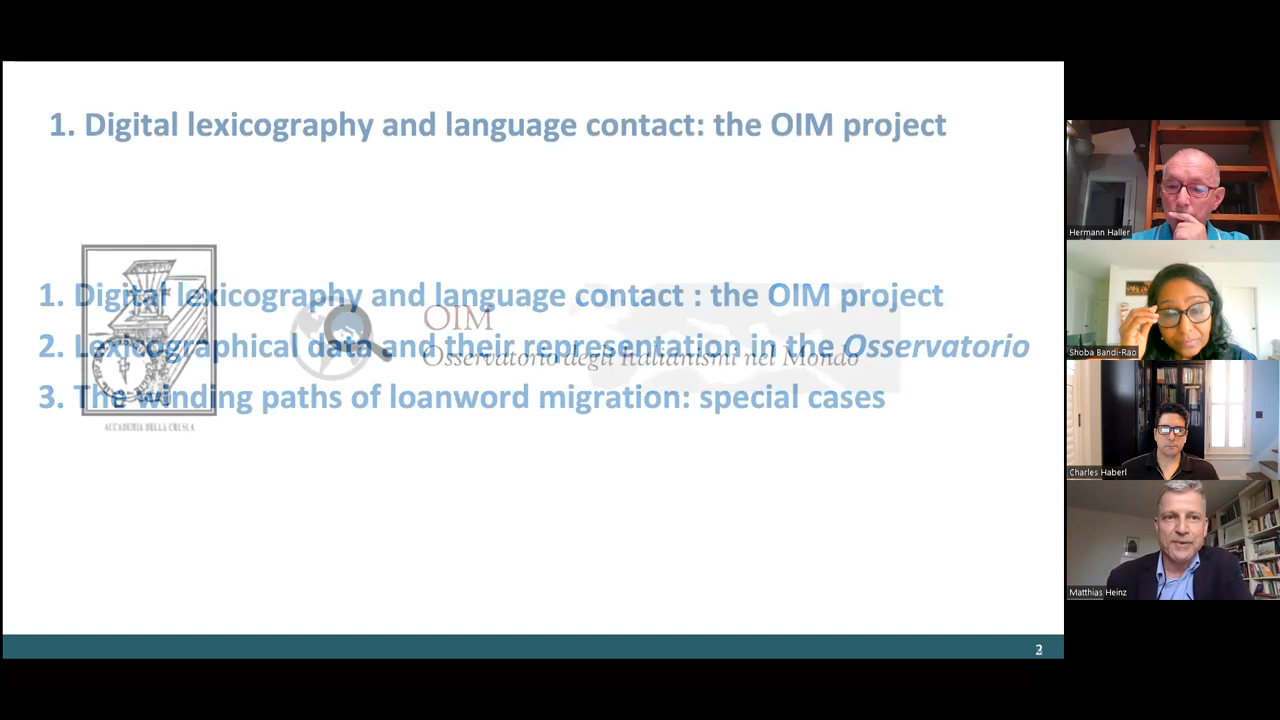 1. Digital lexicography and language contact: the OIM project
1. Digital lexicography and language contact : the OIM project
OIM
2. Lexicographical data and their representation in the Osservatorio
Osservatorio degli Italianismi nel Mondo
3. The winding paths of loanword migration: special cases
ACCADEMIA DELLA CRUSCA
2
Hermann Haller
Shoba Bandi-Rao
Charles Haberl
Matthias Heinz